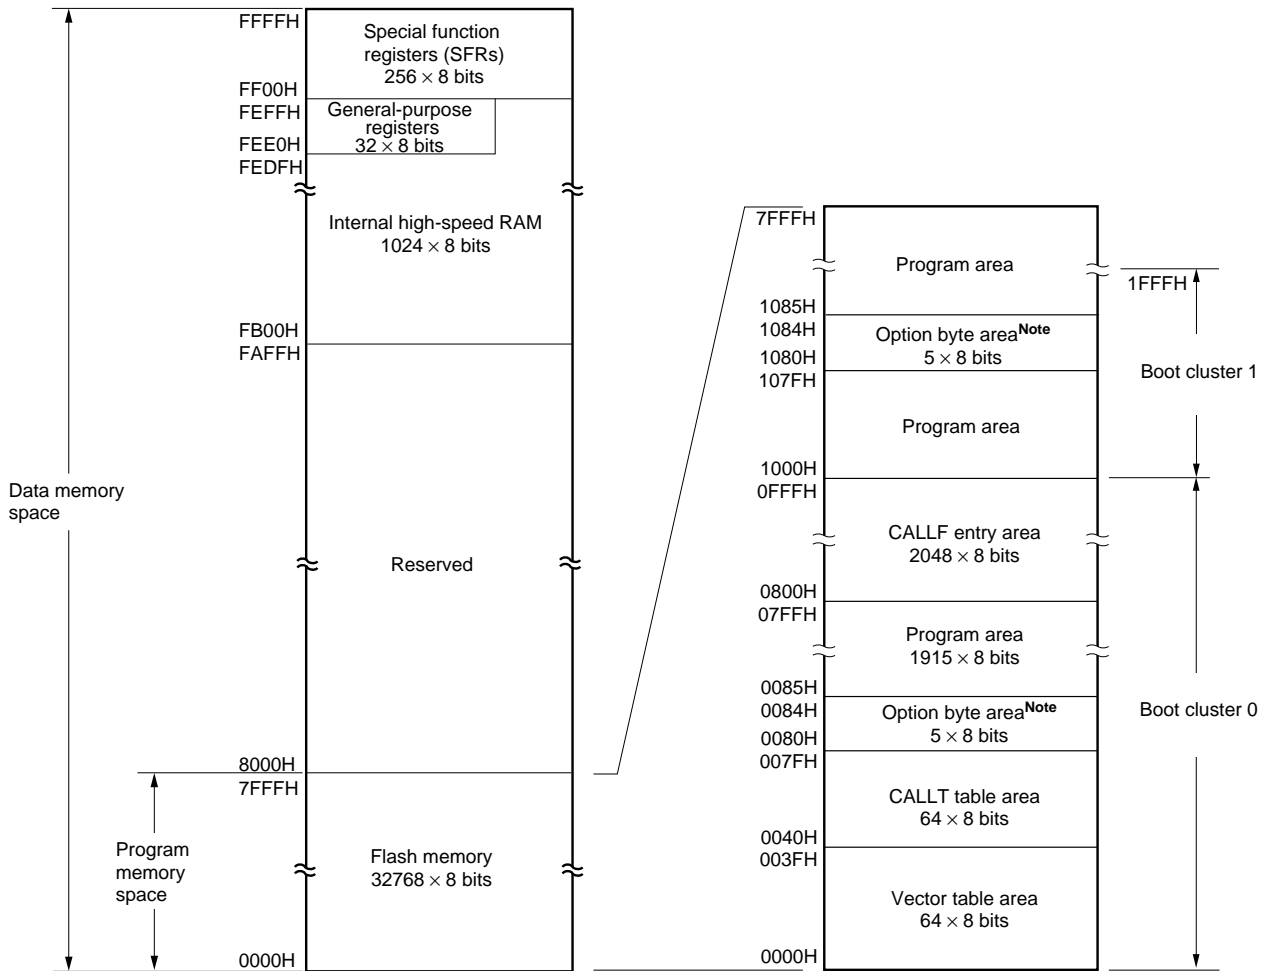 FFFFH
Special function
registers (SFRs)
256 × 8 bits
FF00H
FEFFH
General-purpose
registers
32 × 8 bits
FEE0H
FEDFH
Internal high-speed RAM
1024 × 8 bits
FB00H
FAFFH
Data memory
space
Reserved
8000H
7FFFH
Program
memory
space
Flash memory
32768 × 8 bits
0000H
7FFFH
Program area
1FFFH
1085H
1084H
Option byte areaNote
5 × 8 bits
1080H
107FH
Boot cluster 1
Program area
1000H
0FFFH
CALLF entry area
2048 × 8 bits
0800H
07FFH
Program area
1915 × 8 bits
0085H
0084H
Option byte areaNote
5 × 8 bits
Boot cluster 0
0080H
007FH
CALLT table area
64 × 8 bits
0040H
003FH
Vector table area
64 × 8 bits
0000H